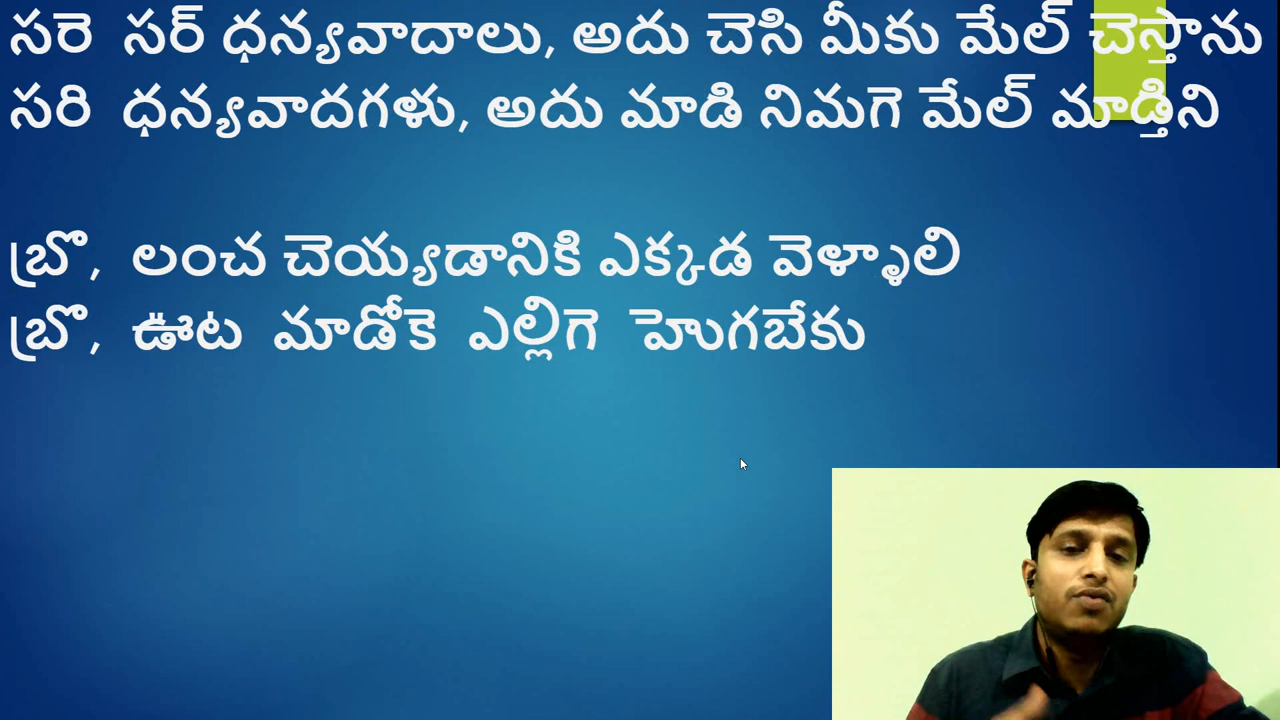 సరె సర్ ధన్యవాదాలు, అదు చెసి మీకు మేల్ చెస్తాను
సరి ధన్యవాదగళు, అదు మాడి నిమగె మేల్ మాడ్తిని
బ్రొ, లంచ చెయ్యడానికి ఎక్కడ వెళ్ళాలి
బ్రొ, ఊట మాడోకె ఎల్లిగె హెుగబేకు